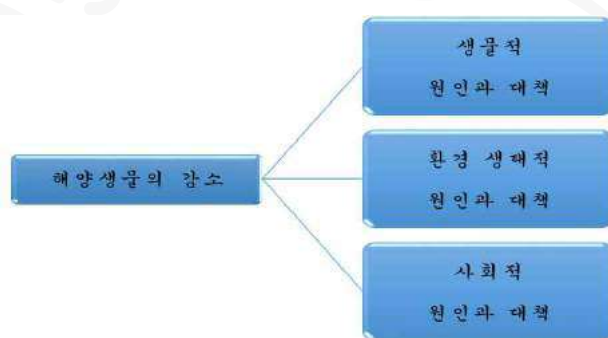 해양생물의 감소
생물적
원인과 대책
환경 생태적
원인과 대책
사회적
원인과 대책